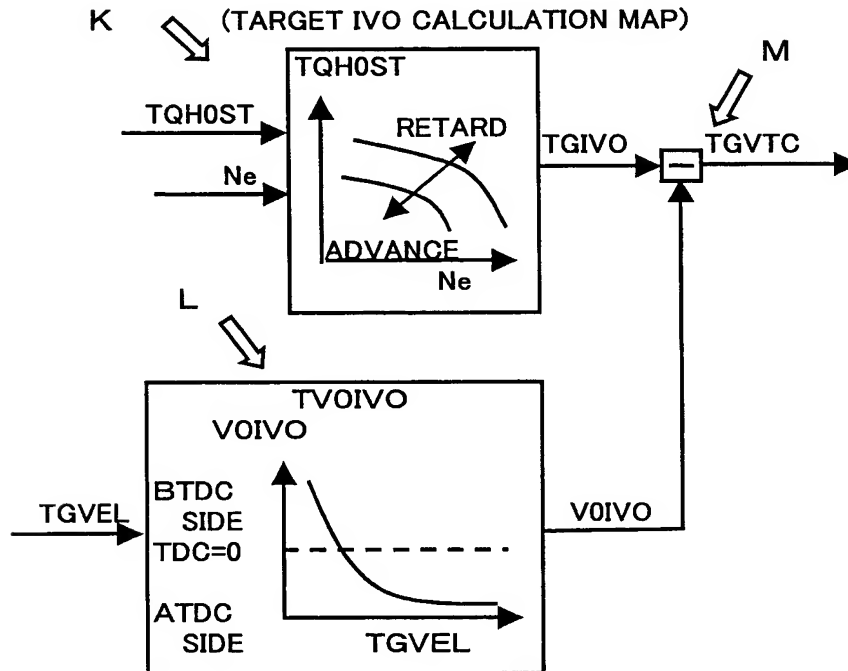 K
(TARGET IVO CALCULATION MAP)
M
TQH0ST
TQH0ST
RETARD
TGIVO
TGVTC
Ne
ADVANCE
Ne
L
TV0IVO
V0IVO
BTDC
SIDE
TGVEL
V0IVO
TDC=0
ATDC
SIDE
TGVEL